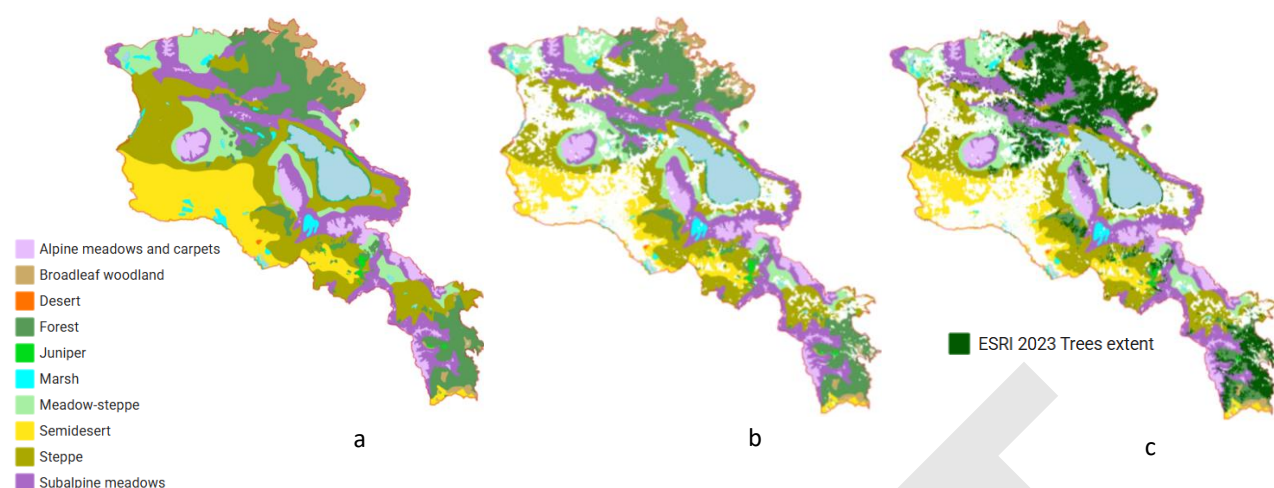 Alpine meadows and carpets
Broadleaf woodland
Desert
Forest
Juniper
Marsh
Meadow-steppe
Semidesert
Steppe
Subalpine meadows
ESRI 2023 Trees extent
a
b
c